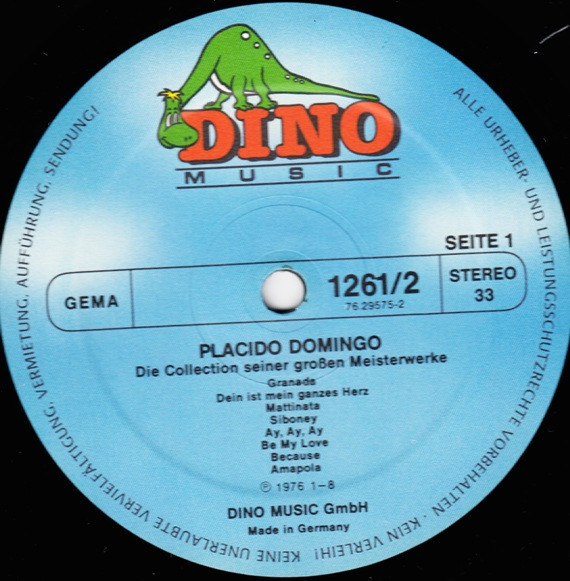 DINO
MUSIC
SEITE 1
GEMA
1261/2
76.29575-2
STEREO
33
PLACIDO DOMINGO
Die Collection seiner großen Meisterwerke
Granada
Dein ist mein ganzes Herz
Mattinata
Siboney
Ay, Ay, Ay
Be My Love
Because
Amapola
℗ 1976 1–8
DINO MUSIC GmbH
Made in Germany
ALLE URHEBER- UND LEISTUNGSSCHUTZRECHTE VORBEHALTEN · KEIN VERLEIH! KEINE UNERLAUBTE VERVIELFÄLTIGUNG, VERMIETUNG, AUFFÜHRUNG, SENDUNG!